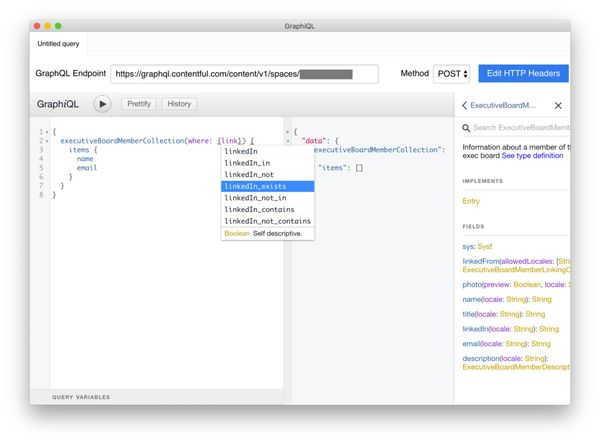 GraphiQL
Untitled query
GraphQL Endpoint
https://graphql.contentful.com/content/v1/spaces/
Method
POST
Edit HTTP Headers
GraphiQL
Prettify
History
ExecutiveBoardM...
1 {
2 executiveBoardMemberCollection(where: {link}) {
3 items {
4 name
5 email
6 }
7 }
8 }
linkedIn
linkedIn_in
linkedIn_not
linkedIn_exists
linkedIn_not_in
linkedIn_contains
linkedIn_not_contains
Boolean Self descriptive.
QUERY VARIABLES
{
"data": {
executiveBoardMemberCollection":
"items": []
Search ExecutiveBoardMem
Information about a member of t
exec board See type definition
IMPLEMENTS
Entry
FIELDS
sys: Sys!
linkedFrom(allowedLocales: [Strin
ExecutiveBoardMemberLinkingC
photo(preview: Boolean, locale: S
name(locale: String): String
title(locale: String): String
linkedIn(locale: String): String
email(locale: String): String
description(locale: String):
ExecutiveBoardMemberDescript